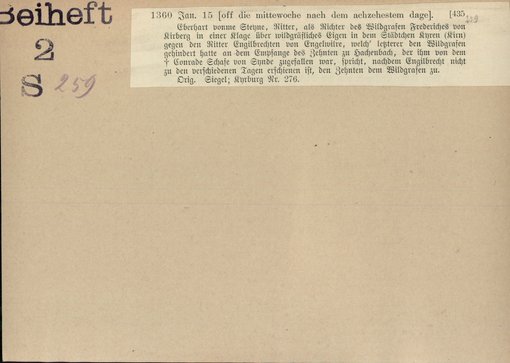 Beiheft
2
S 259
1360 Jan. 15 [off die mittewoche nach dem achzehestem dage]. [435
Eberhart vonme Steyne, Ritter, als Richter des Wildgrafen Frederiches von
Kirberg in einer Klage über wildgräfliches Eigen in dem Städtchen Kyren (Kirn)
gegen den Ritter Engilbrechten von Engelwilre, welch' letzterer den Wildgrafen
gehindert hatte an dem Empfange des Zehnten zu Hachenbach, der ihm von dem
† Conrade Schafe von Synde zugefallen war, spricht, nachdem Engilbrecht nicht
zu den verschiedenen Tagen erschienen ist, den Zehnten dem Wildgrafen zu.
Orig. Siegel; Kyrburg Nr. 276.